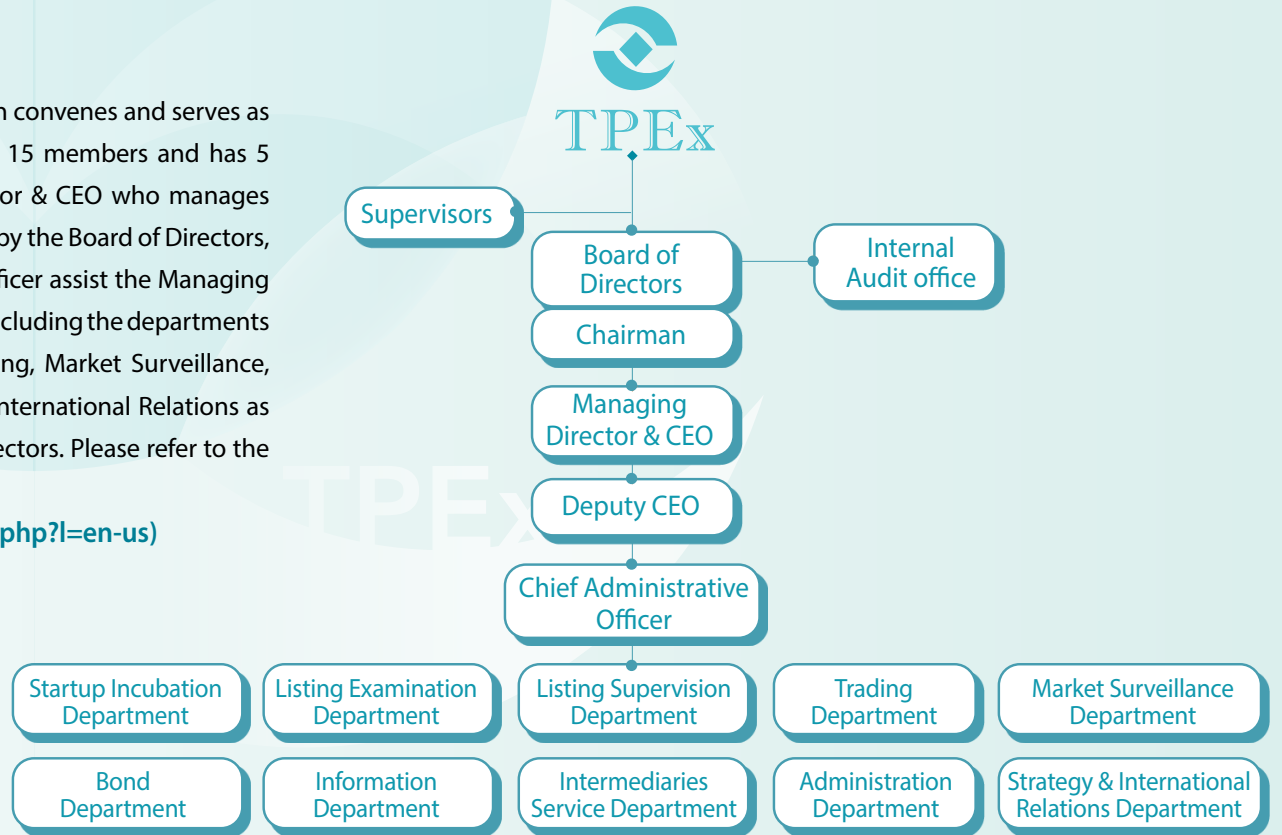 n convenes and serves as
15 members and has 5
or & CEO who manages
by the Board of Directors,
ficer assist the Managing
cluding the departments
ng, Market Surveillance,
nternational Relations as
ectors. Please refer to the
php?l=en-us)
TPEx
Supervisors
Board of
Directors
Internal
Audit office
Chairman
Managing
Director & CEO
Deputy CEO
TPEx
Chief Administrative
Officer
Startup Incubation
Department
Listing Examination
Department
Listing Supervision
Department
Trading
Department
Market Surveillance
Department
Bond
Department
Information
Department
Intermediaries
Service Department
Administration
Department
Strategy & International
Relations Department